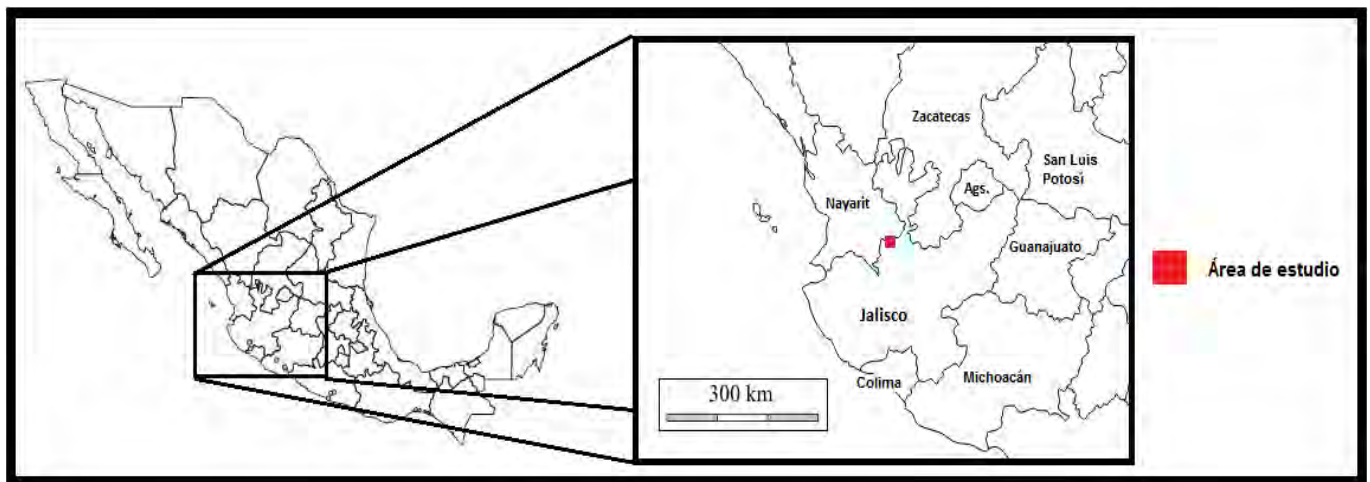 Zacatecas
San Luis
Potosí
Ags.
Nayarit
Guanajuato
Área de estudio
Jalisco
Colima
Michoacán
300 km